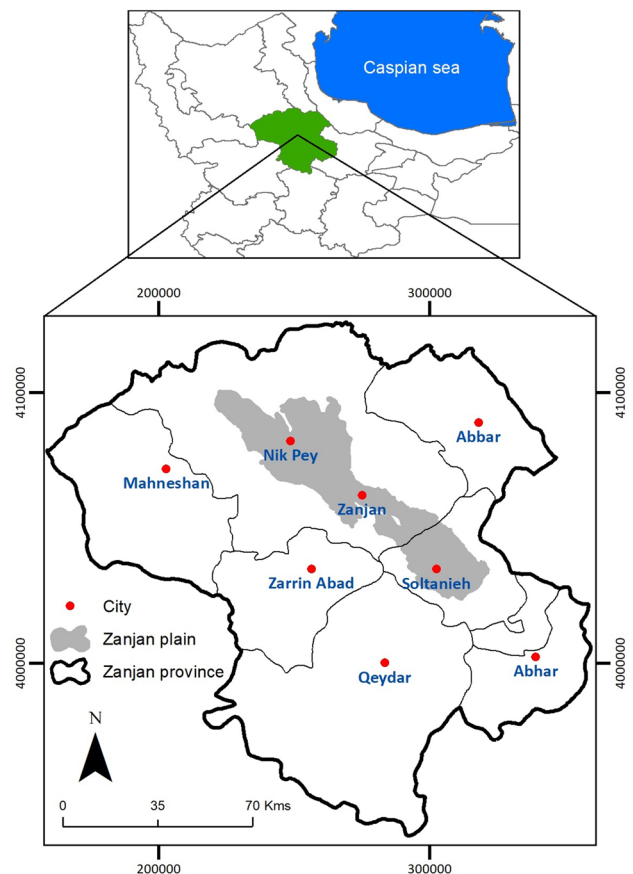 Caspian sea
200000
300000
4100000
4100000
Abbar
Nik Pey
Mahneshan
Zanjan
Zarrin Abad
Soltanieh
City
Zanjan plain
Zanjan province
4000000
4000000
Qeydar
Abhar
N
0
35
70 Kms
200000
300000